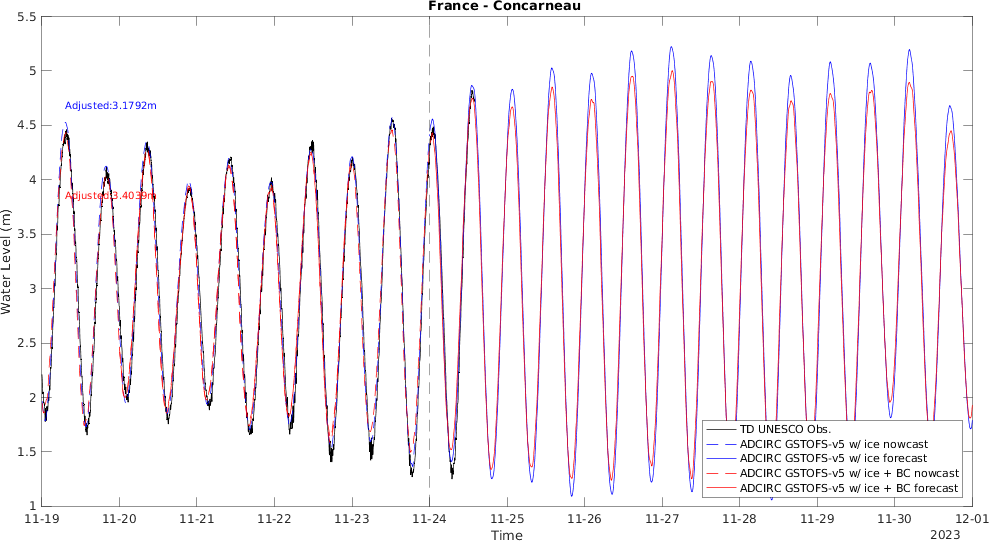 France - Concarneau
5.5
5
4.5
4
3.5
3
2.5
2
1.5
1
Water Level (m)
Adjusted:3.1792m
Adjusted:3.4039m
TD UNESCO Obs.
ADCIRC GSTOFS-v5 w/ ice nowcast
ADCIRC GSTOFS-v5 w/ ice forecast
ADCIRC GSTOFS-v5 w/ ice + BC nowcast
ADCIRC GSTOFS-v5 w/ ice + BC forecast
11-19 11-20 11-21 11-22 11-23 11-24 11-25 11-26 11-27 11-28 11-29 11-30 12-01
Time
2023